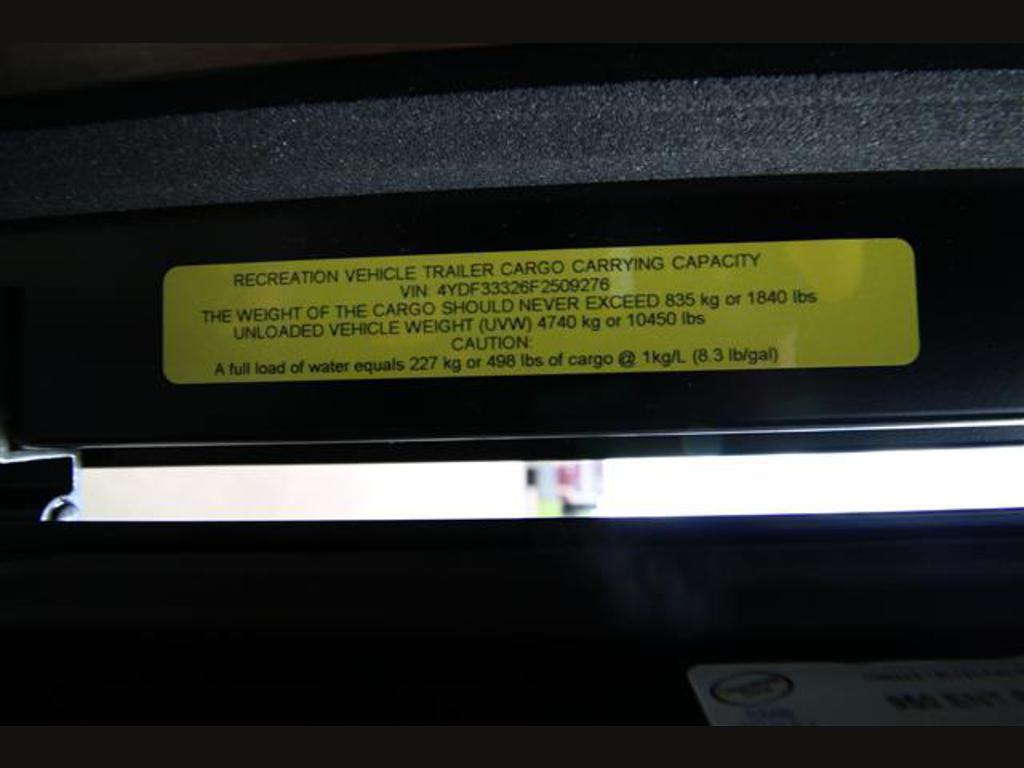 RECREATION VEHICLE TRAILER CARGO CARRYING CAPACITY
VIN: 4YDF33326F2509276
THE WEIGHT OF THE CARGO SHOULD NEVER EXCEED 835 kg or 1840 lbs
UNLOADED VEHICLE WEIGHT (UVW) 4740 kg or 10450 lbs
CAUTION:
A full load of water equals 227 kg or 498 lbs of cargo @ 1kg/L (8.3 lb/gal)